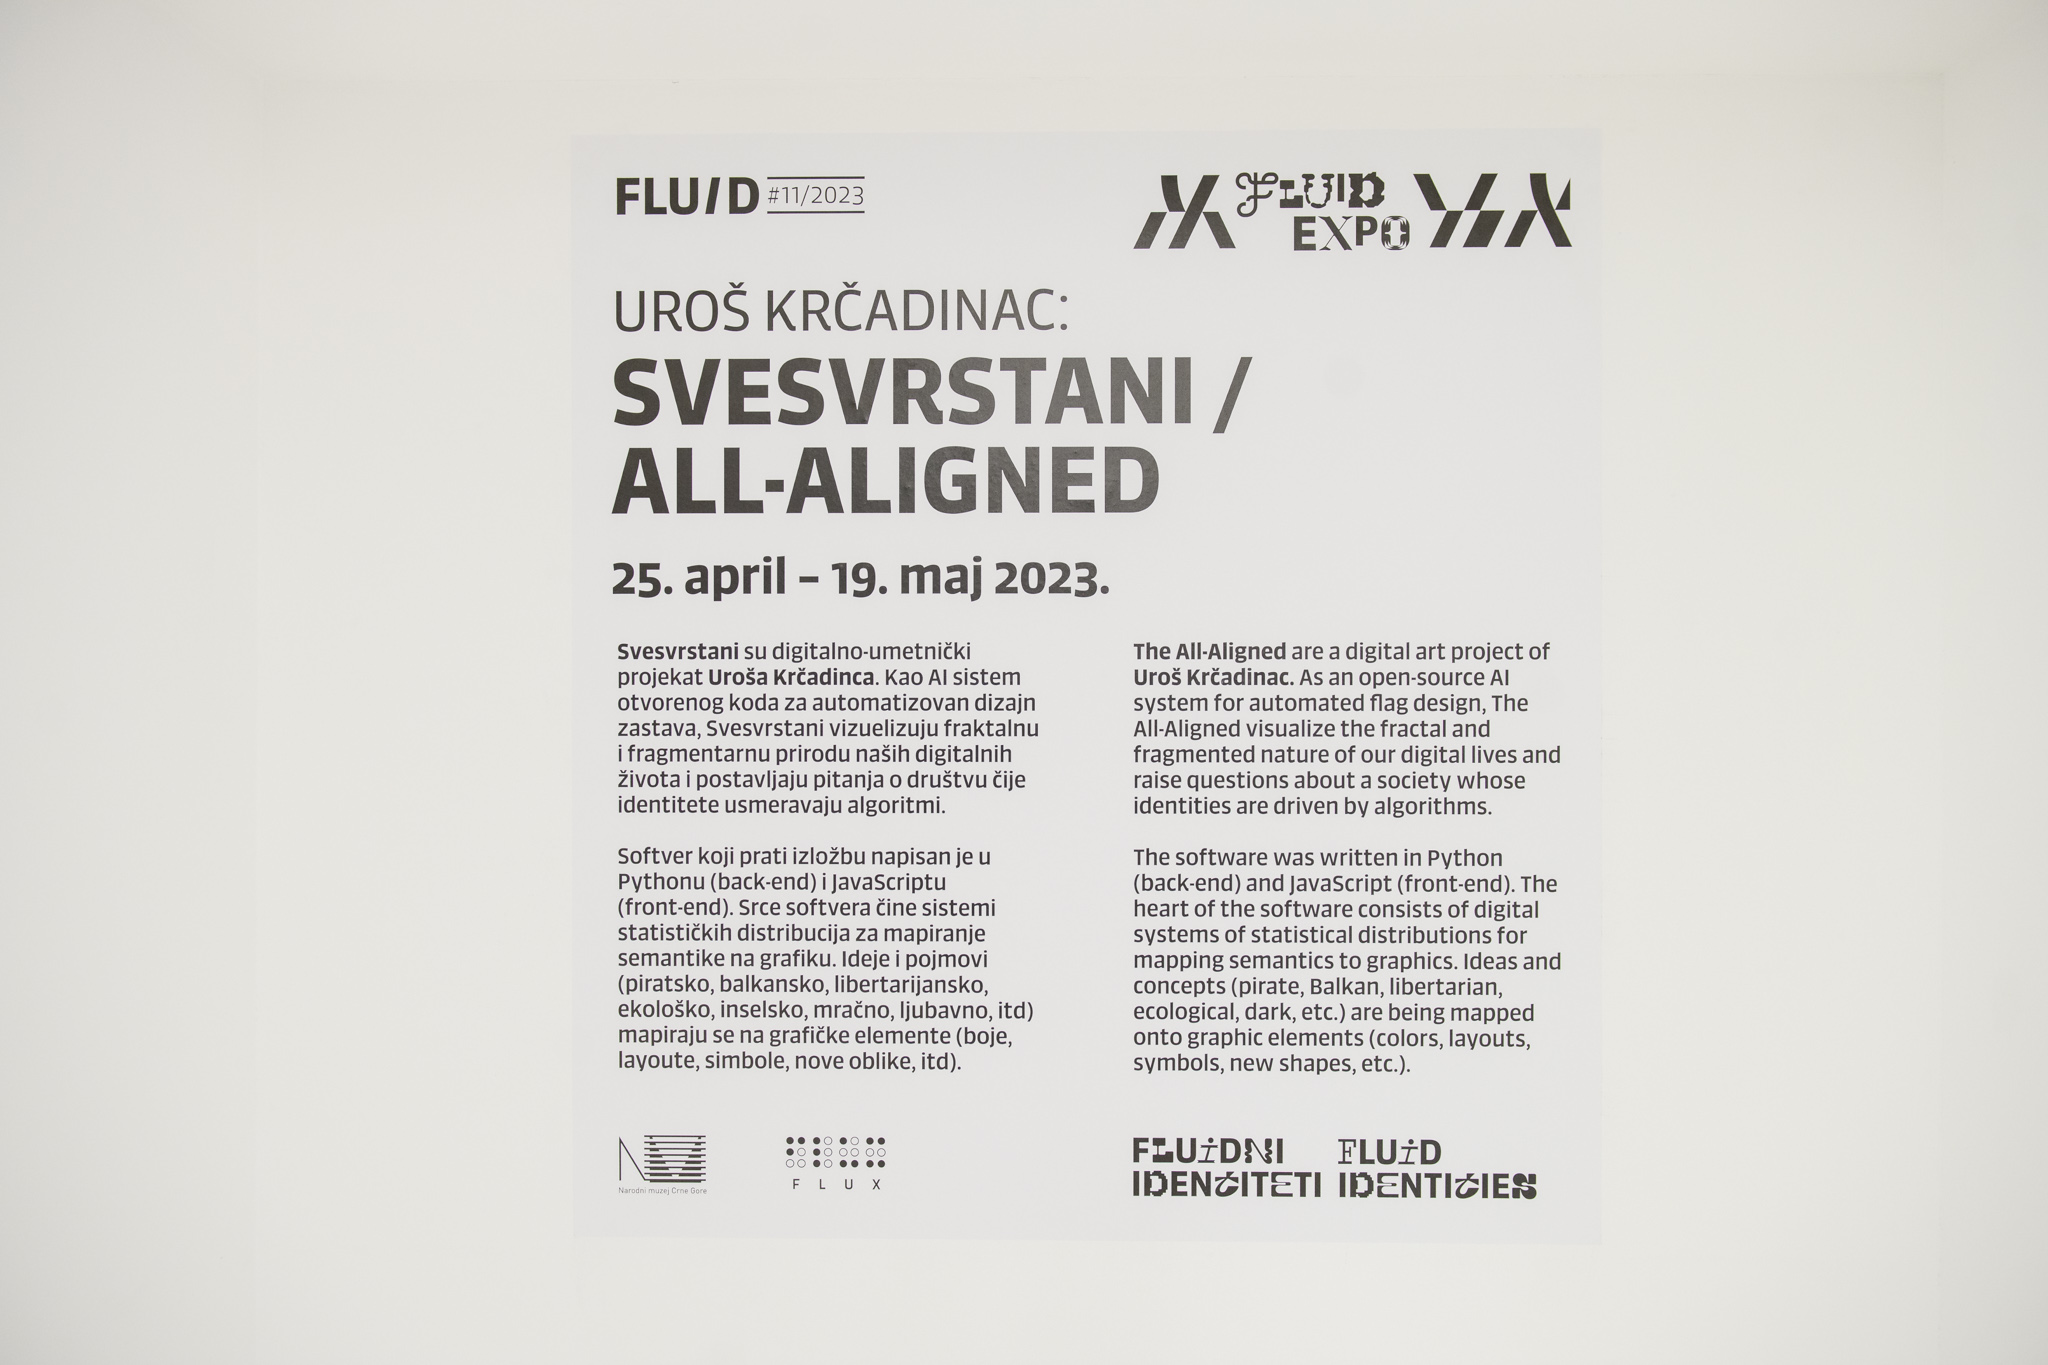 FLUID #11/2023
FLUID
EXPO
UROŠ KRČADINAC:
SVESVRSTANI /
ALL-ALIGNED
25. april – 19. maj 2023.
Svesvrstani su digitalno-umetnički
projekat Uroša Krčadinca. Kao AI sistem
otvorenog koda za automatizovan dizajn
zastava, Svesvrstani vizuelizuju fraktalnu
i fragmentarnu prirodu naših digitalnih
života i postavljaju pitanja o društvu čije
identitete usmeravaju algoritmi.
Softver koji prati izložbu napisan je u
Pythonu (back-end) i JavaScriptu
(front-end). Srce softvera čine sistemi
statističkih distribucija za mapiranje
semantike na grafiku. Ideje i pojmovi
(piratsko, balkansko, libertarijansko,
ekološko, inselsko, mračno, ljubavno, itd)
mapiraju se na grafičke elemente (boje,
layoute, simbole, nove oblike, itd).
The All-Aligned are a digital art project of
Uroš Krčadinac. As an open-source AI
system for automated flag design, The
All-Aligned visualize the fractal and
fragmented nature of our digital lives and
raise questions about a society whose
identities are driven by algorithms.
The software was written in Python
(back-end) and JavaScript (front-end). The
heart of the software consists of digital
systems of statistical distributions for
mapping semantics to graphics. Ideas and
concepts (pirate, Balkan, libertarian,
ecological, dark, etc.) are being mapped
onto graphic elements (colors, layouts,
symbols, new shapes, etc.).
Narodni muzej Crne Gore
FLUX
FLUiDNI
IDENTITETI
FLUiD
IDENTITIES